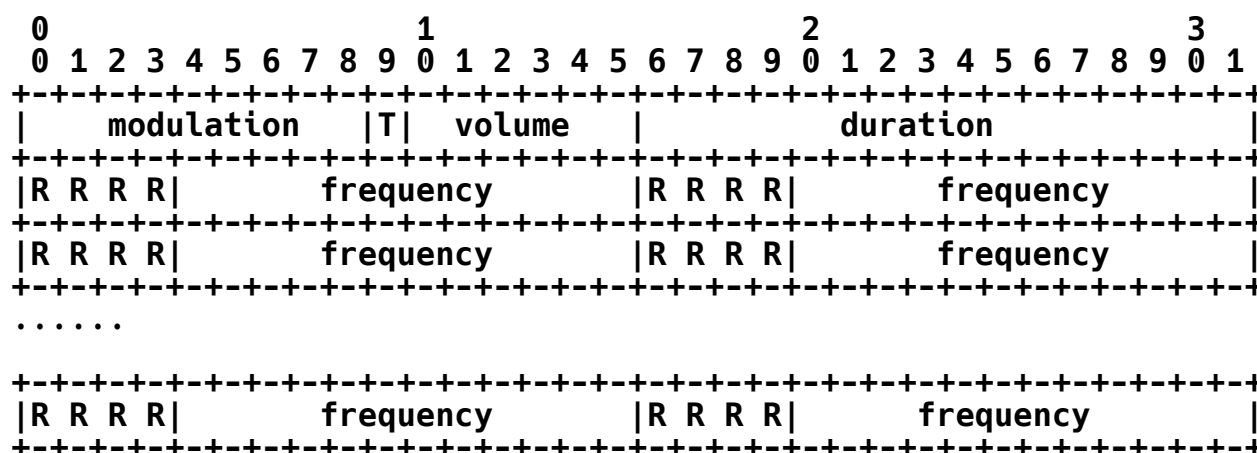 0                   1                   2                   3
 0 1 2 3 4 5 6 7 8 9 0 1 2 3 4 5 6 7 8 9 0 1 2 3 4 5 6 7 8 9 0 1
+-+-+-+-+-+-+-+-+-+-+-+-+-+-+-+-+-+-+-+-+-+-+-+-+-+-+-+-+-+-+-+-+
|    modulation   |T|  volume   |          duration             |
+-+-+-+-+-+-+-+-+-+-+-+-+-+-+-+-+-+-+-+-+-+-+-+-+-+-+-+-+-+-+-+-+
|R R R R|       frequency       |R R R R|       frequency       |
+-+-+-+-+-+-+-+-+-+-+-+-+-+-+-+-+-+-+-+-+-+-+-+-+-+-+-+-+-+-+-+-+
|R R R R|       frequency       |R R R R|       frequency       |
+-+-+-+-+-+-+-+-+-+-+-+-+-+-+-+-+-+-+-+-+-+-+-+-+-+-+-+-+-+-+-+-+
......
+-+-+-+-+-+-+-+-+-+-+-+-+-+-+-+-+-+-+-+-+-+-+-+-+-+-+-+-+-+-+-+-+
|R R R R|       frequency       |R R R R|      frequency        |
+-+-+-+-+-+-+-+-+-+-+-+-+-+-+-+-+-+-+-+-+-+-+-+-+-+-+-+-+-+-+-+-+